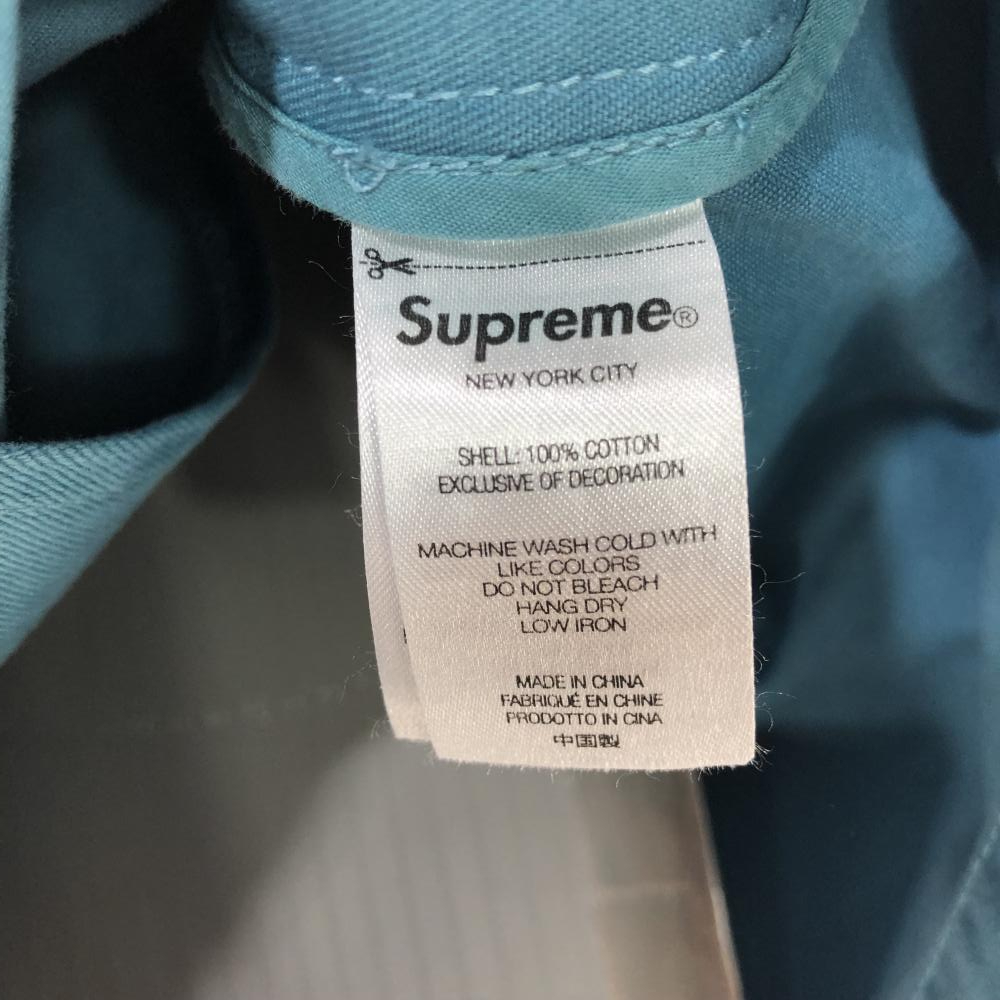 Supreme®
NEW YORK CITY
SHELL: 100% COTTON
EXCLUSIVE OF DECORATION
MACHINE WASH COLD WITH
LIKE COLORS
DO NOT BLEACH
HANG DRY
LOW IRON
MADE IN CHINA
FABRIQUÉ EN CHINE
PRODOTTO IN CINA
中国製